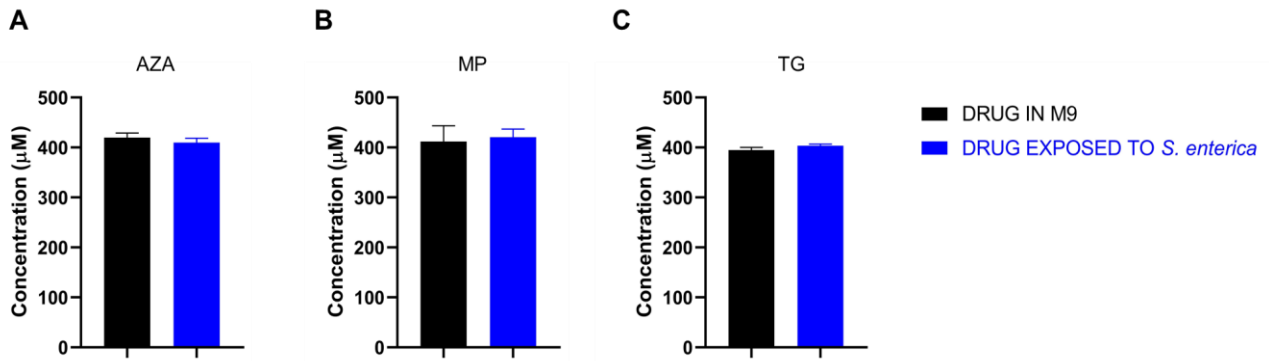 A
AZA
Concentration (μM)
500
400
300
200
100
0
B
MP
Concentration (μM)
500
400
300
200
100
0
C
TG
Concentration (μM)
500
400
300
200
100
0
DRUG IN M9
DRUG EXPOSED TO S. enterica